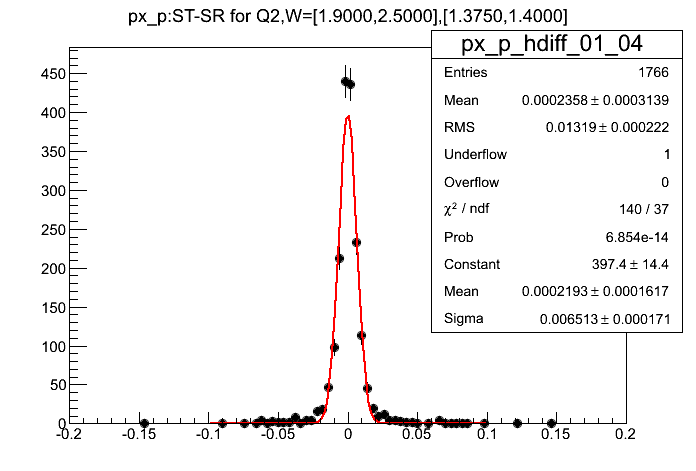 px_p:ST-SR for Q2,W=[1.9000,2.5000],[1.3750,1.4000]
px_p_hdiff_01_04
Entries 1766
Mean 0.0002358 ± 0.0003139
RMS 0.01319 ± 0.000222
Underflow 1
Overflow 0
χ² / ndf 140 / 37
Prob 6.854e-14
Constant 397.4 ± 14.4
Mean 0.0002193 ± 0.0001617
Sigma 0.006513 ± 0.000171
450
400
350
300
250
200
150
100
50
0
-0.2 -0.15 -0.1 -0.05 0 0.05 0.1 0.15 0.2